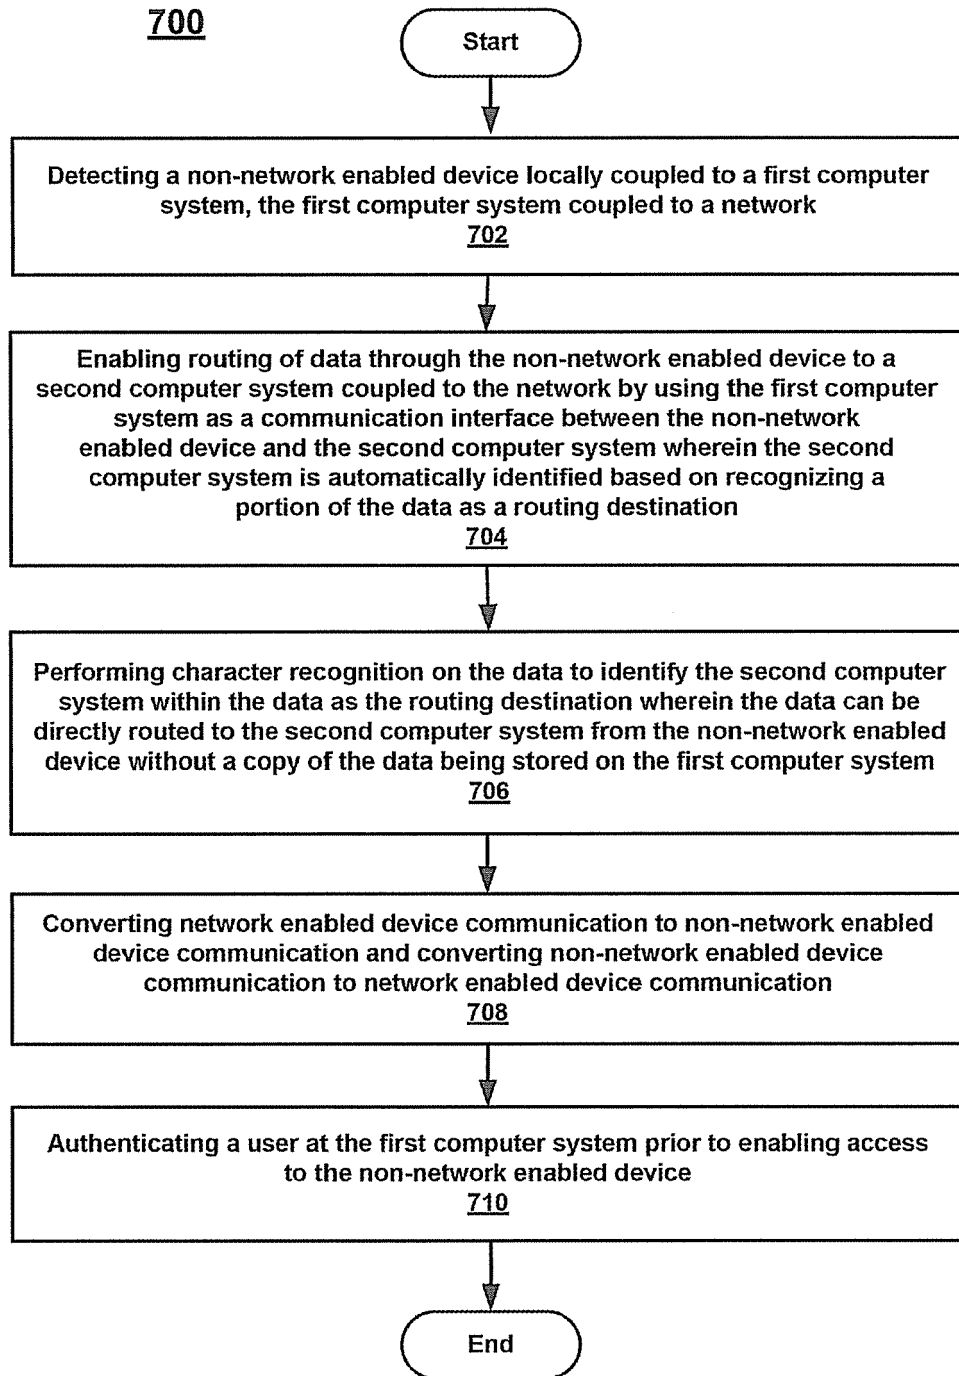 700
Start
Detecting a non-network enabled device locally coupled to a first computer
system, the first computer system coupled to a network
702
Enabling routing of data through the non-network enabled device to a
second computer system coupled to the network by using the first computer
system as a communication interface between the non-network
enabled device and the second computer system wherein the second
computer system is automatically identified based on recognizing a
portion of the data as a routing destination
704
Performing character recognition on the data to identify the second computer
system within the data as the routing destination wherein the data can be
directly routed to the second computer system from the non-network enabled
device without a copy of the data being stored on the first computer system
706
Converting network enabled device communication to non-network enabled
device communication and converting non-network enabled device
communication to network enabled device communication
708
Authenticating a user at the first computer system prior to enabling access
to the non-network enabled device
710
End